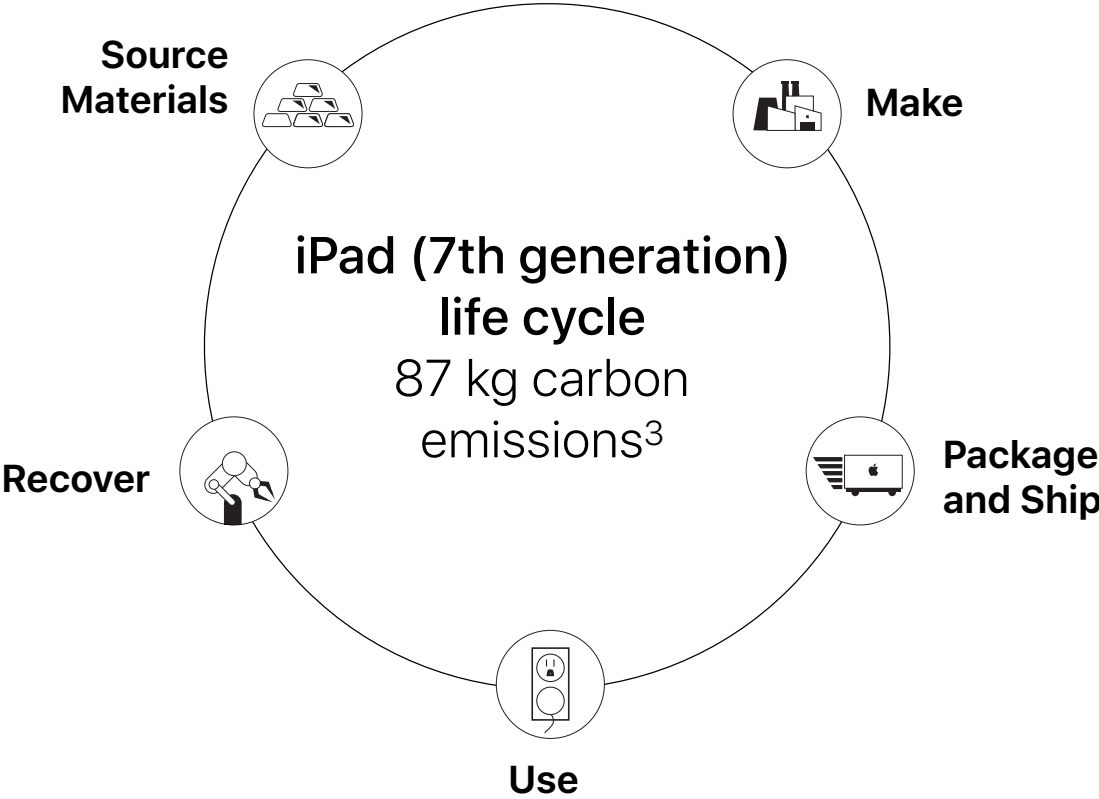 Source
Materials
Make
iPad (7th generation)
life cycle
87 kg carbon
emissions³
Recover
Package
and Ship
Use